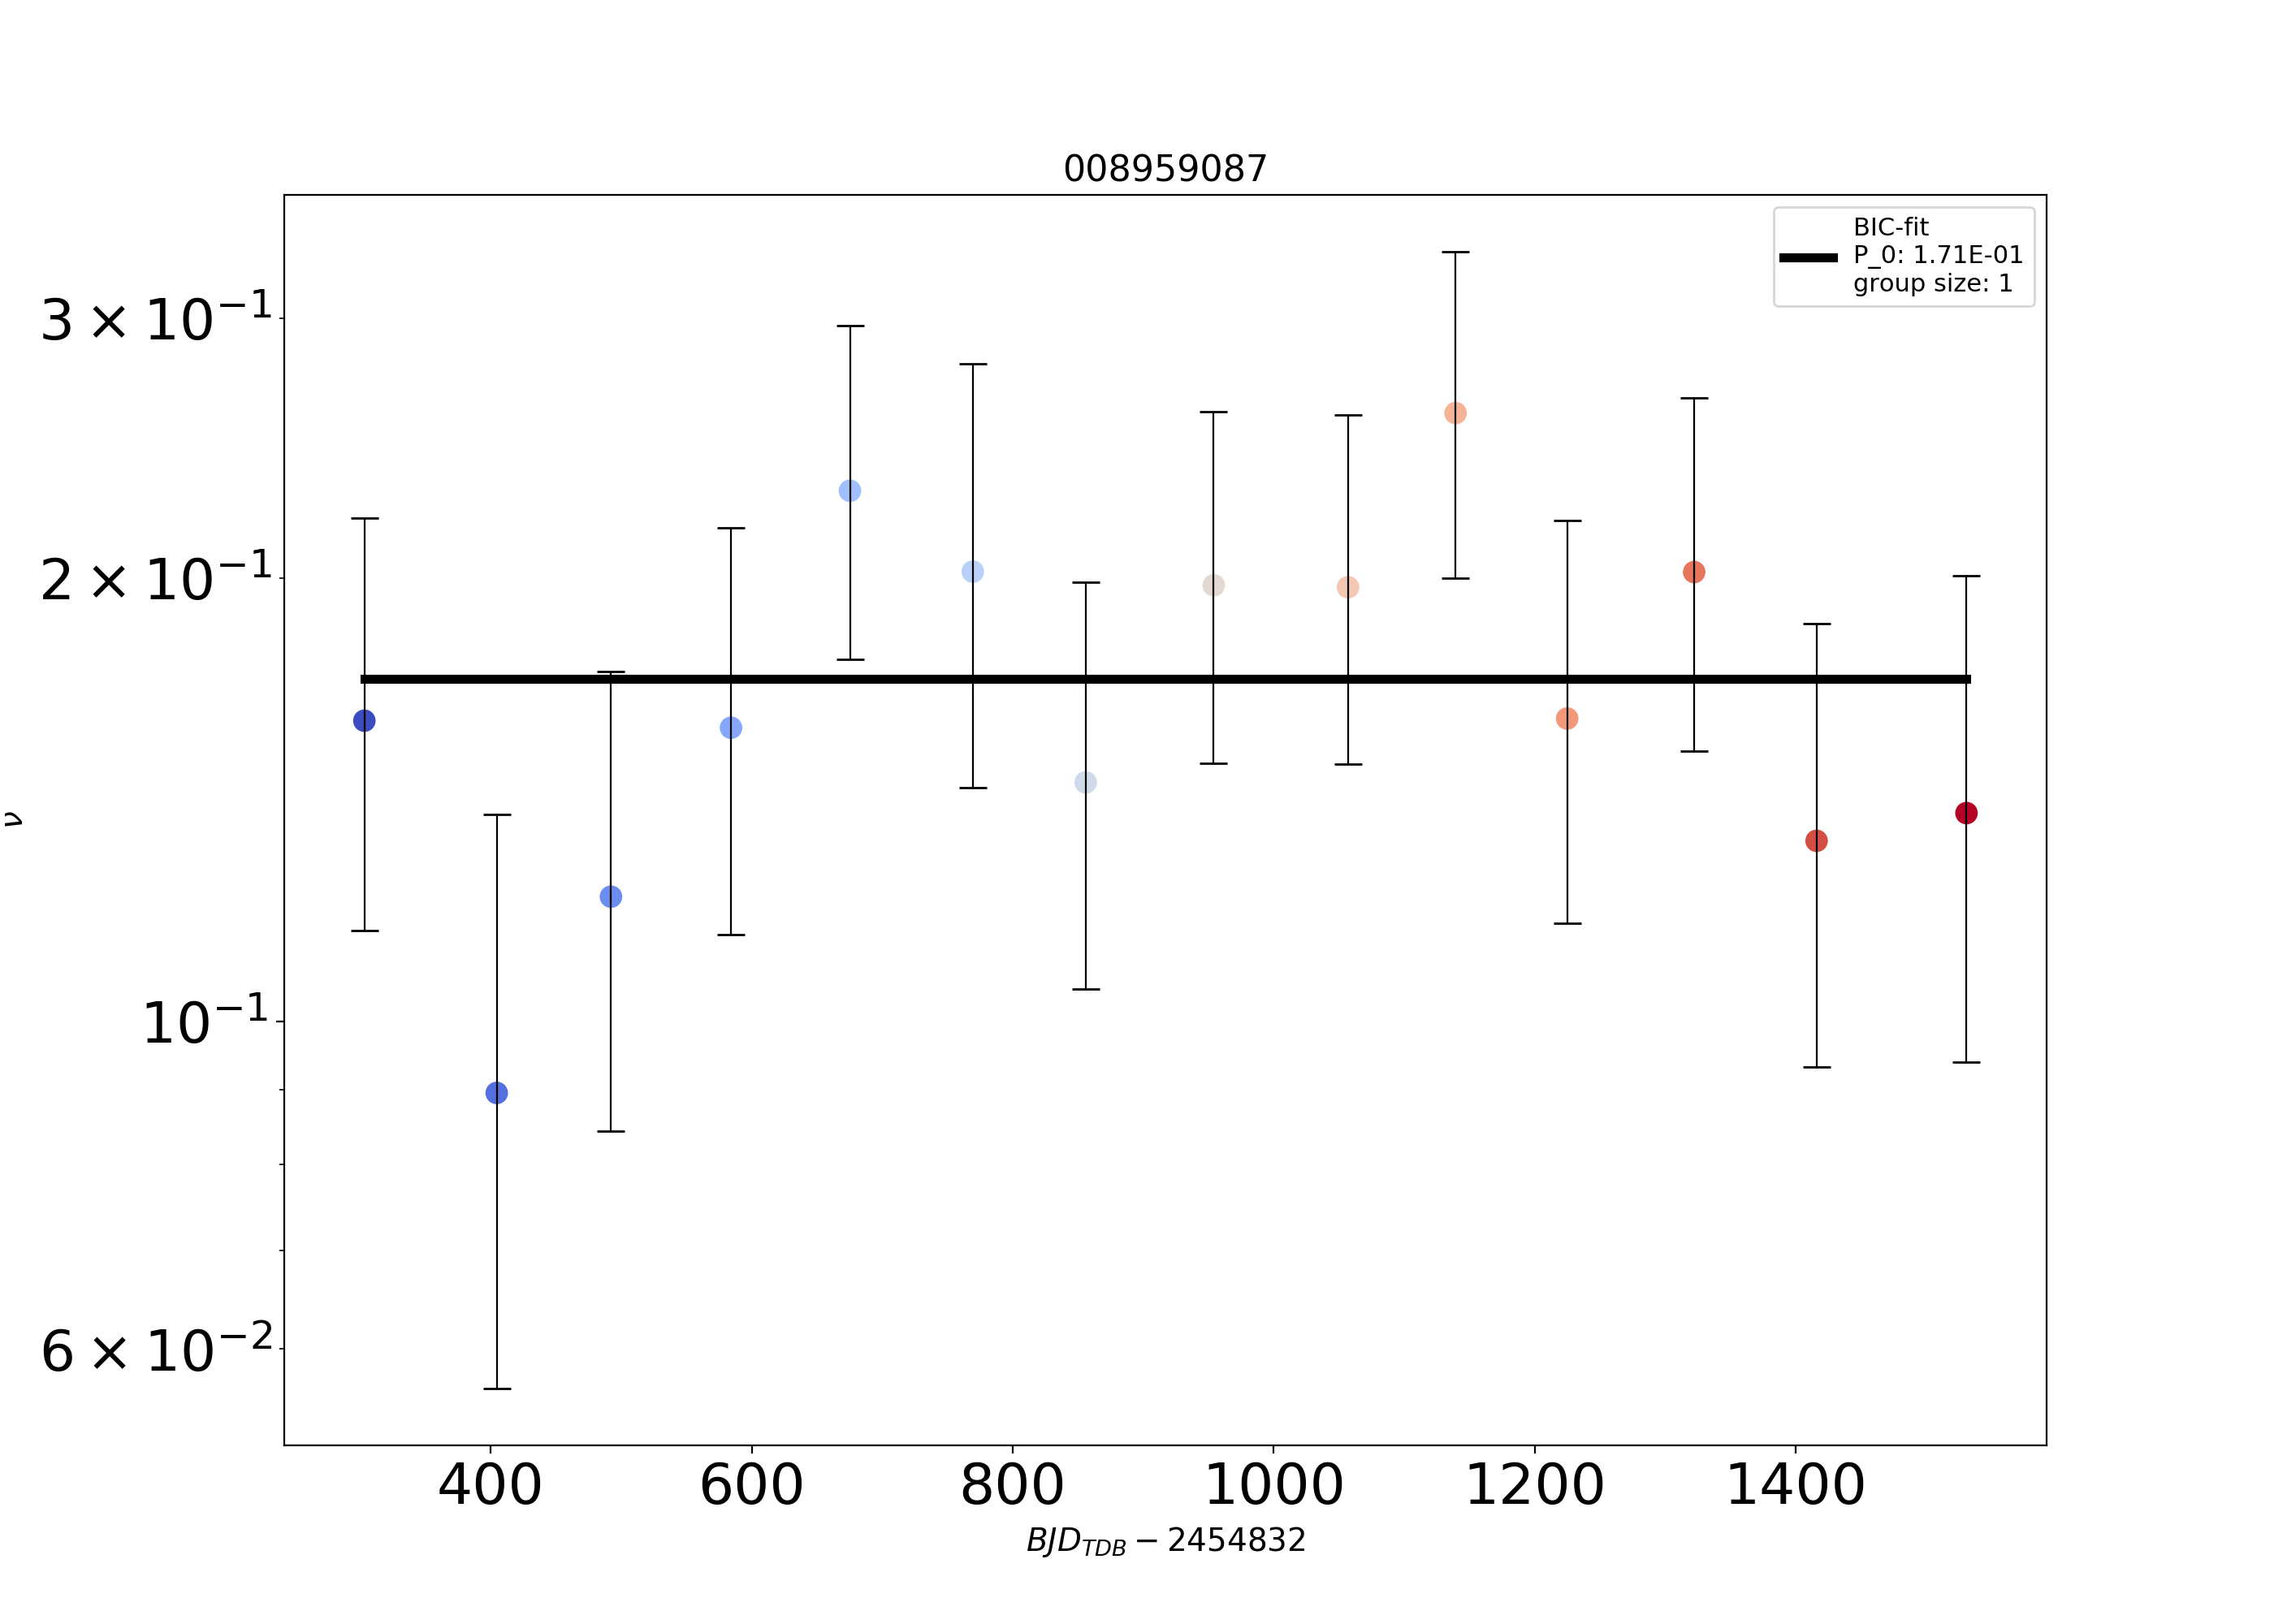 008959087
BIC-fit
P_0: 1.71E-01
group size: 1
3 × 10⁻¹
2 × 10⁻¹
10⁻¹
6 × 10⁻²
ν
400 600 800 1000 1200 1400
BJD_TDB − 2454832